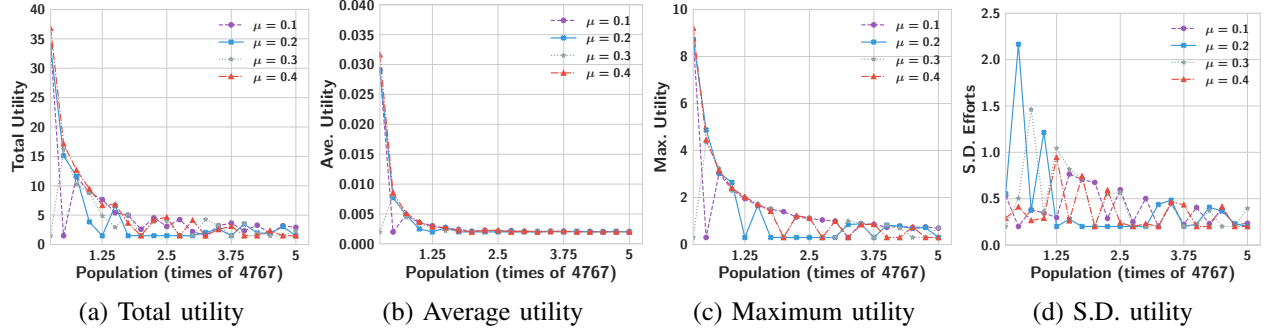 40
35
30
25
20
15
10
5
0
Total Utility
μ = 0.1
μ = 0.2
μ = 0.3
μ = 0.4
1.25 2.5 3.75 5
Population (times of 4767)
(a) Total utility
0.040
0.035
0.030
0.025
0.020
0.015
0.010
0.005
0.000
Ave. Utility
μ = 0.1
μ = 0.2
μ = 0.3
μ = 0.4
1.25 2.5 3.75 5
Population (times of 4767)
(b) Average utility
10
8
6
4
2
0
Max. Utility
μ = 0.1
μ = 0.2
μ = 0.3
μ = 0.4
1.25 2.5 3.75 5
Population (times of 4767)
(c) Maximum utility
2.5
2.0
1.5
1.0
0.5
0.0
S.D. Efforts
μ = 0.1
μ = 0.2
μ = 0.3
μ = 0.4
1.25 2.5 3.75 5
Population (times of 4767)
(d) S.D. utility